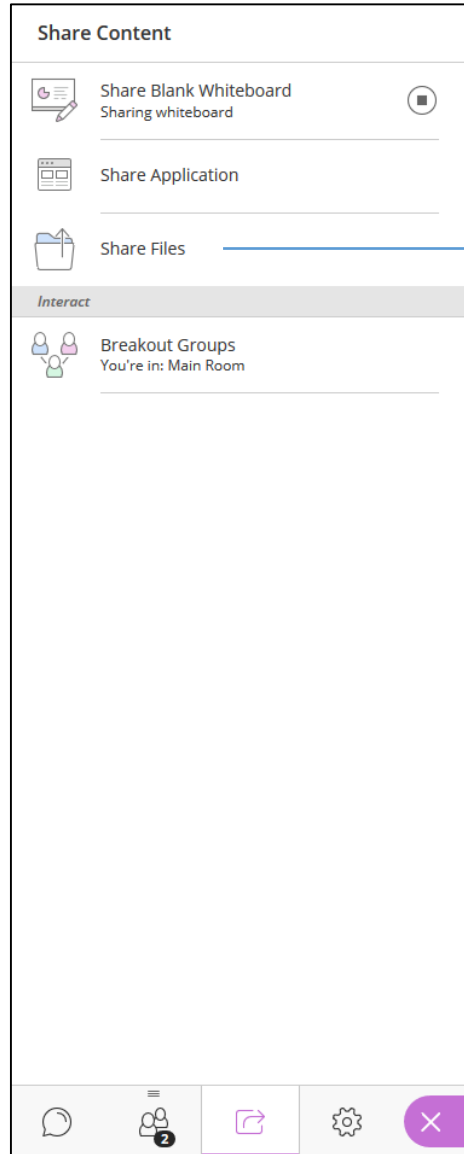 Share Content
Share Blank Whiteboard
Sharing whiteboard
Share Application
Share Files
Interact
Breakout Groups
You're in: Main Room
2